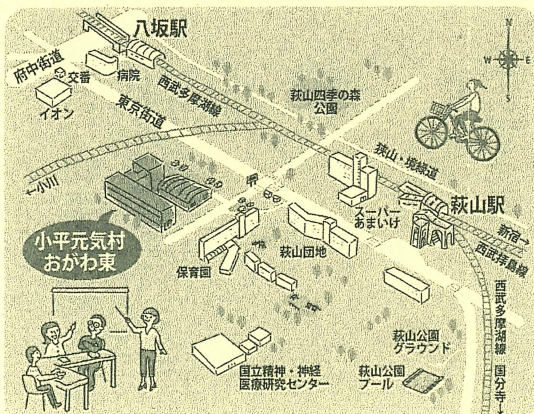 八坂駅
府中街道
交番
病院
イオン
東京街道
西武多摩湖線
萩山四季の森
公園
N
W
E
S
狭山・境緑道
←小川
スーパー
あまいけ
萩山駅
新宿→
西武拝島線
小平元気村
おがわ東
保育園
萩山団地
西武多摩湖線 国分寺→
国立精神・神経
医療研究センター
萩山公園
グラウンド
萩山公園
プール